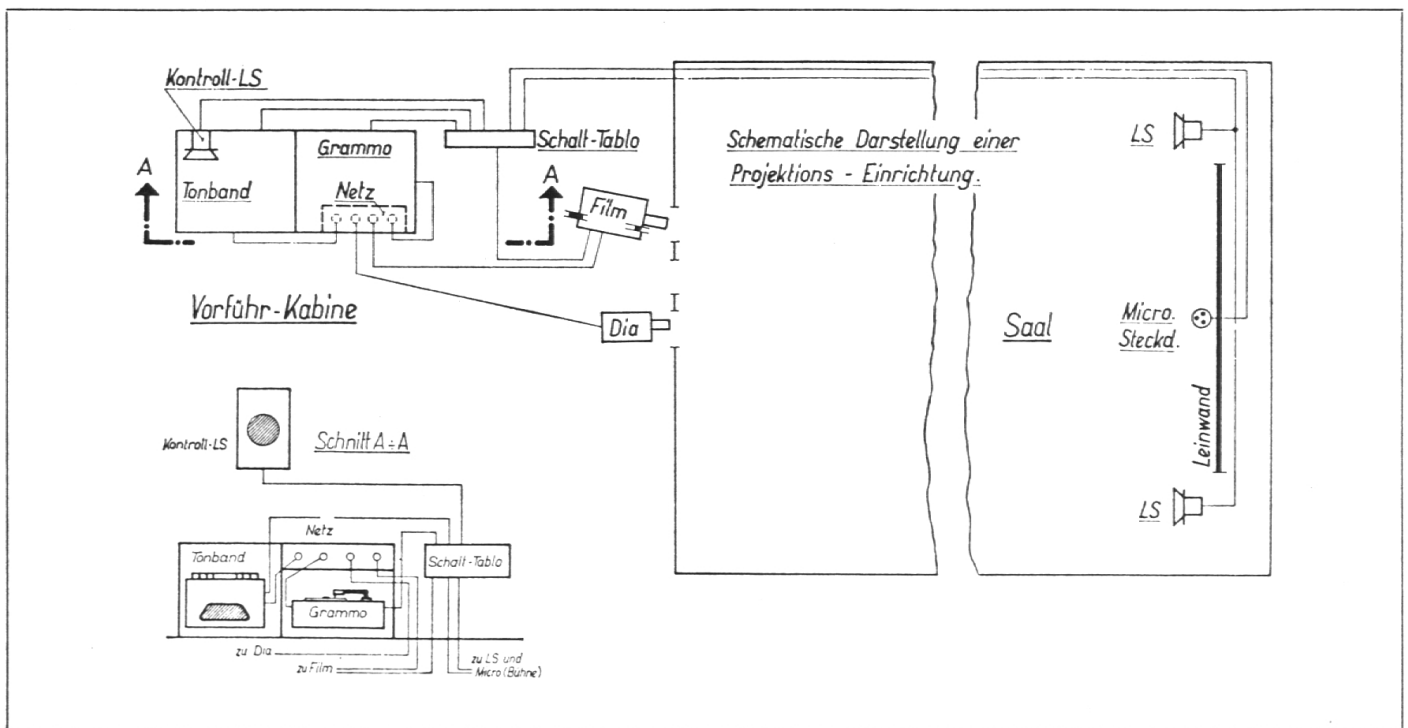 Kontroll-LS
Grammo
Schalt-Tablo
Schematische Darstellung einer
Projektions - Einrichtung.
LS
A
Tonband
Netz
A
Film
Vorführ-Kabine
Dia
Saal
Micro.
Steckd.
Leinwand
Kontroll-LS
Schnitt A÷A
LS
Netz
Tonband
Schalt-Tablo
Grammo
zu Dia
zu Film
zu LS und
Micro (Bühne)